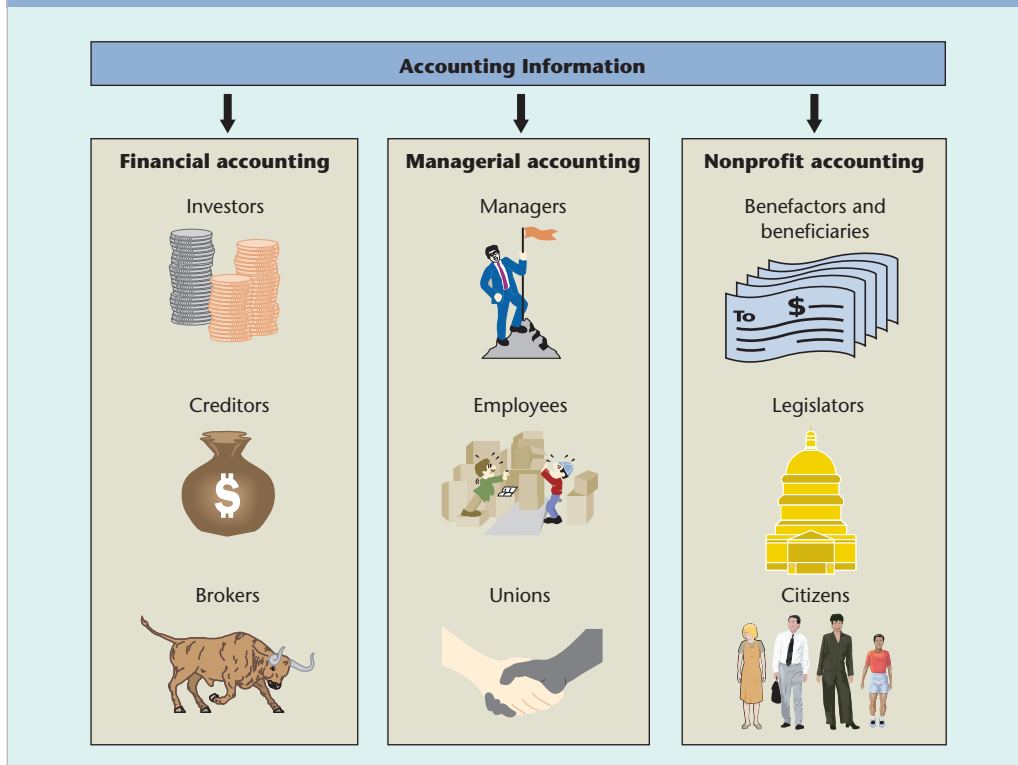 Accounting Information
Financial accounting
Investors
$
Creditors
Brokers
Managerial accounting
Managers
Employees
Unions
Nonprofit accounting
Benefactors and
beneficiaries
To $
Legislators
Citizens